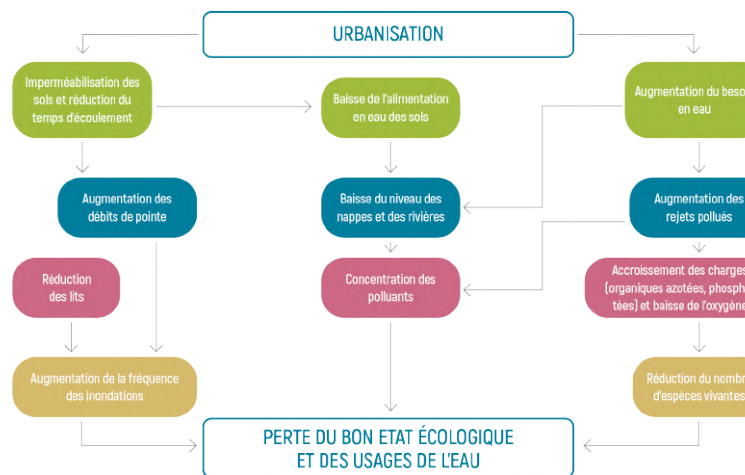 URBANISATION
Imperméabilisation des
sols et réduction du
temps d'écoulement
Baisse de l'alimentation
en eau des sols
Augmentation du
en eau
Augmentation des
débits de pointe
Baisse du niveau des
nappes et des rivières
Augmentation des
rejets pollués
Réduction
des lits
Concentration des
polluants
Accroissement des charges
(organiques azotées,
tées) et baisse de l'oxygène
Augmentation de la fréquence
des inondations
Réduction du
d'espèces vivantes
PERTE DU BON ETAT ÉCOLOGIQUE
ET DES USAGES DE L'EAU